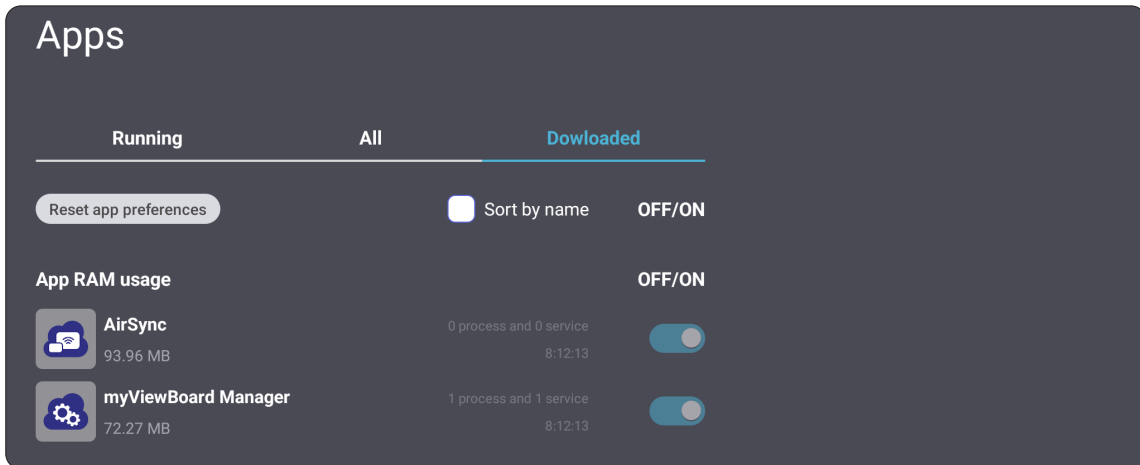 Apps
Running All Dowloaded
Reset app preferences Sort by name OFF/ON
App RAM usage OFF/ON
AirSync 0 process and 0 service
93.96 MB 8:12:13
myViewBoard Manager 1 process and 1 service
72.27 MB 8:12:13